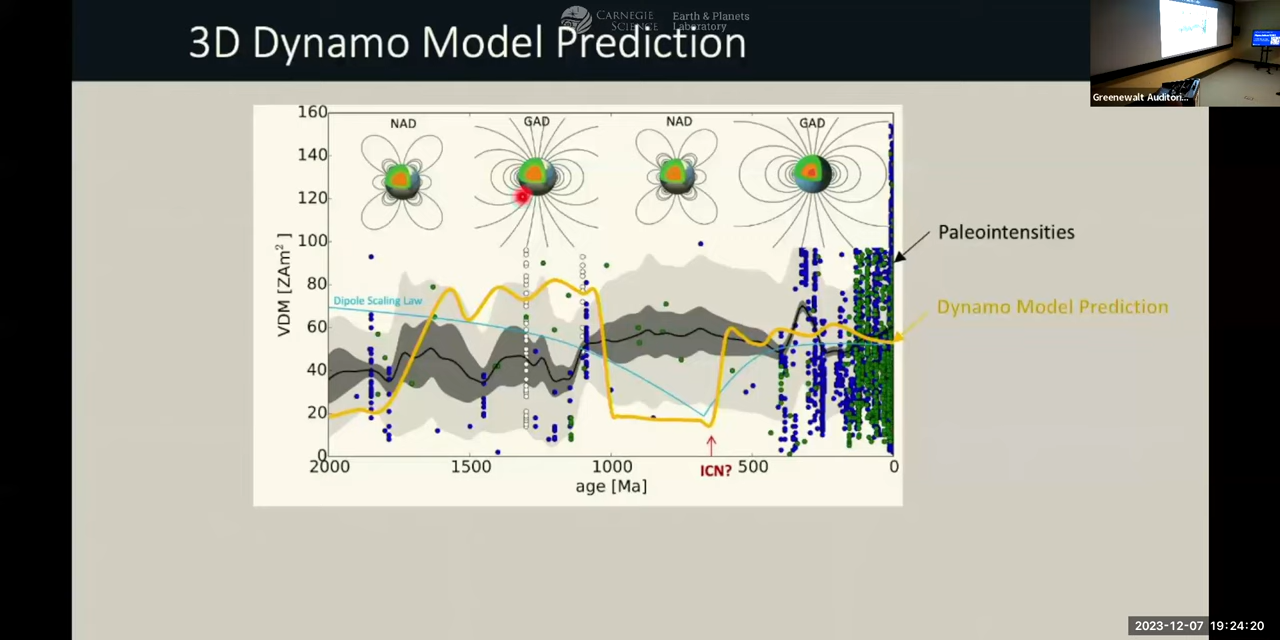 3D Dynamo Model Prediction
CARNEGIE
SCIENCE
Earth & Planets
Laboratory
Greenewalt Auditori...
NAD
GAD
NAD
GAD
160
140
120
100
80
60
40
20
0
VDM [ZAm²]
Dipole Scaling Law
Paleointensities
Dynamo Model Prediction
ICN?
2000
1500
1000
500
0
age [Ma]
2023-12-07 19:24:20